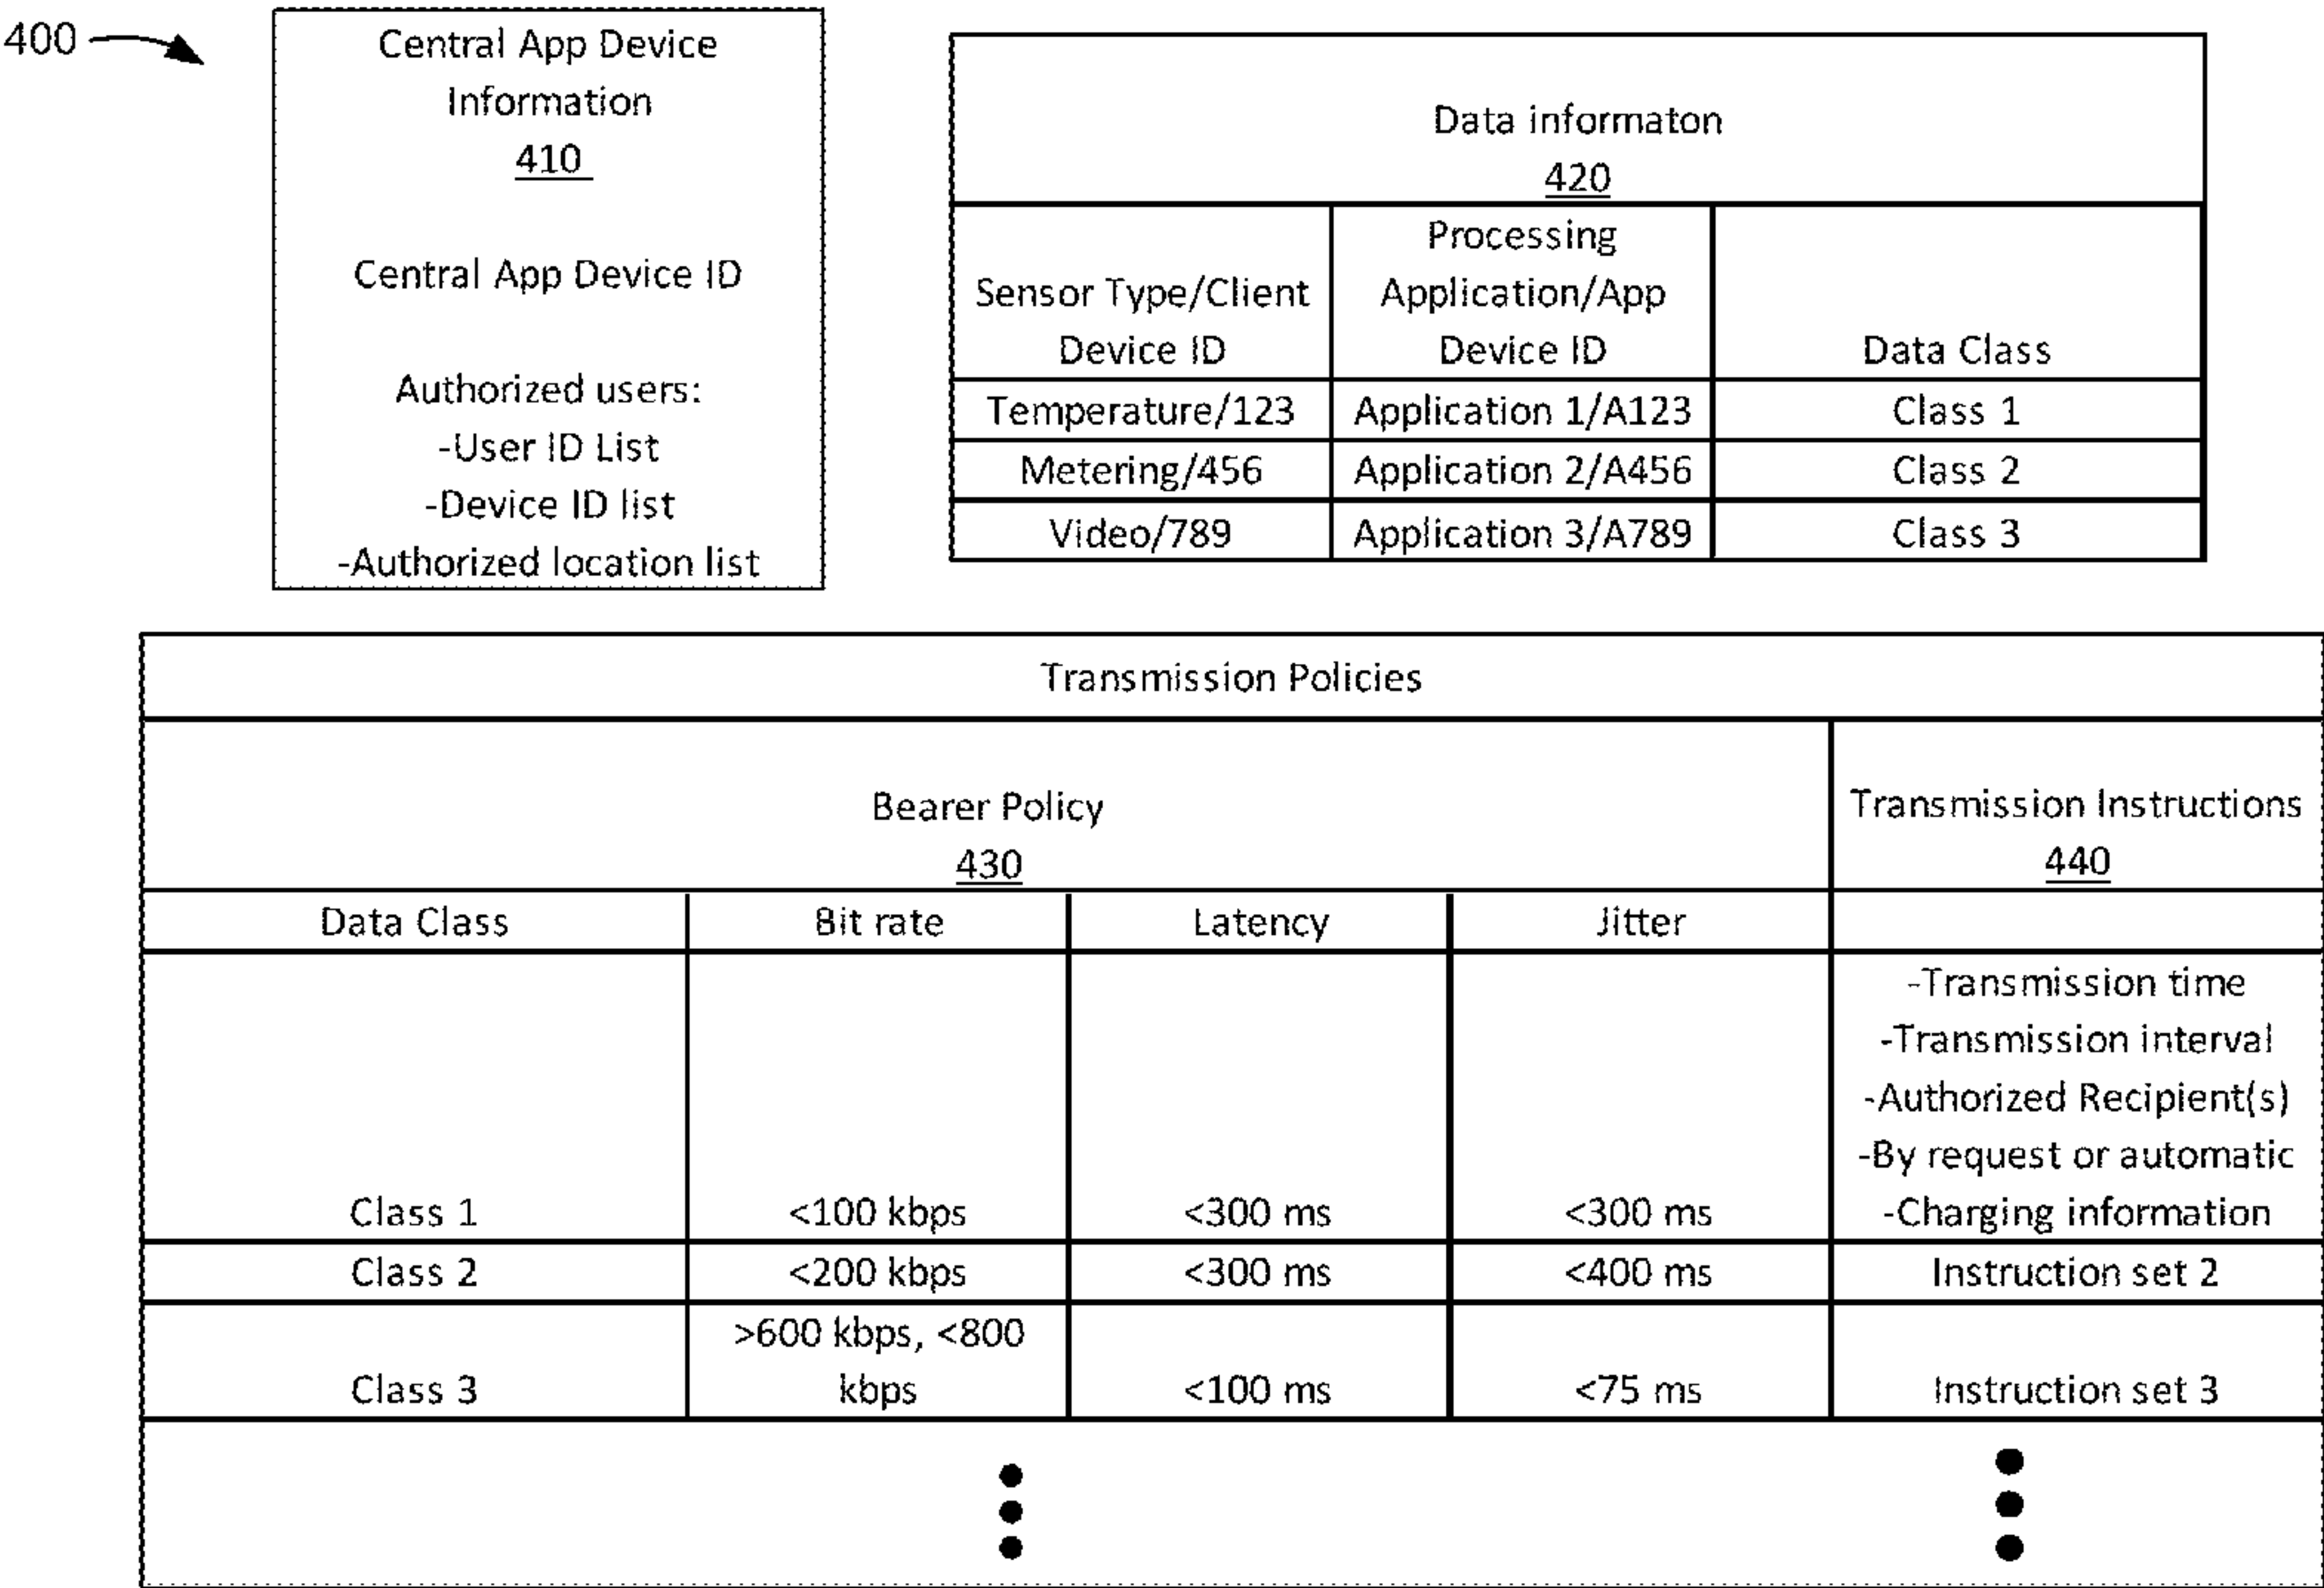 400
Central App Device
Information
410
Central App Device ID
Authorized users:
-User ID List
-Device ID list
-Authorized location list
Data informaton
420
Sensor Type/Client
Device ID
Processing
Application/App
Device ID
Data Class
Temperature/123 Application 1/A123 Class 1
Metering/456 Application 2/A456 Class 2
Video/789 Application 3/A789 Class 3
Transmission Policies
Bearer Policy
430
Transmission Instructions
440
Data Class Bit rate Latency Jitter
-Transmission time
-Transmission interval
-Authorized Recipient(s)
-By request or automatic
Class 1 <100 kbps <300 ms <300 ms -Charging information
Class 2 <200 kbps <300 ms <400 ms Instruction set 2
>600 kbps, <800
Class 3 kbps <100 ms <75 ms Instruction set 3